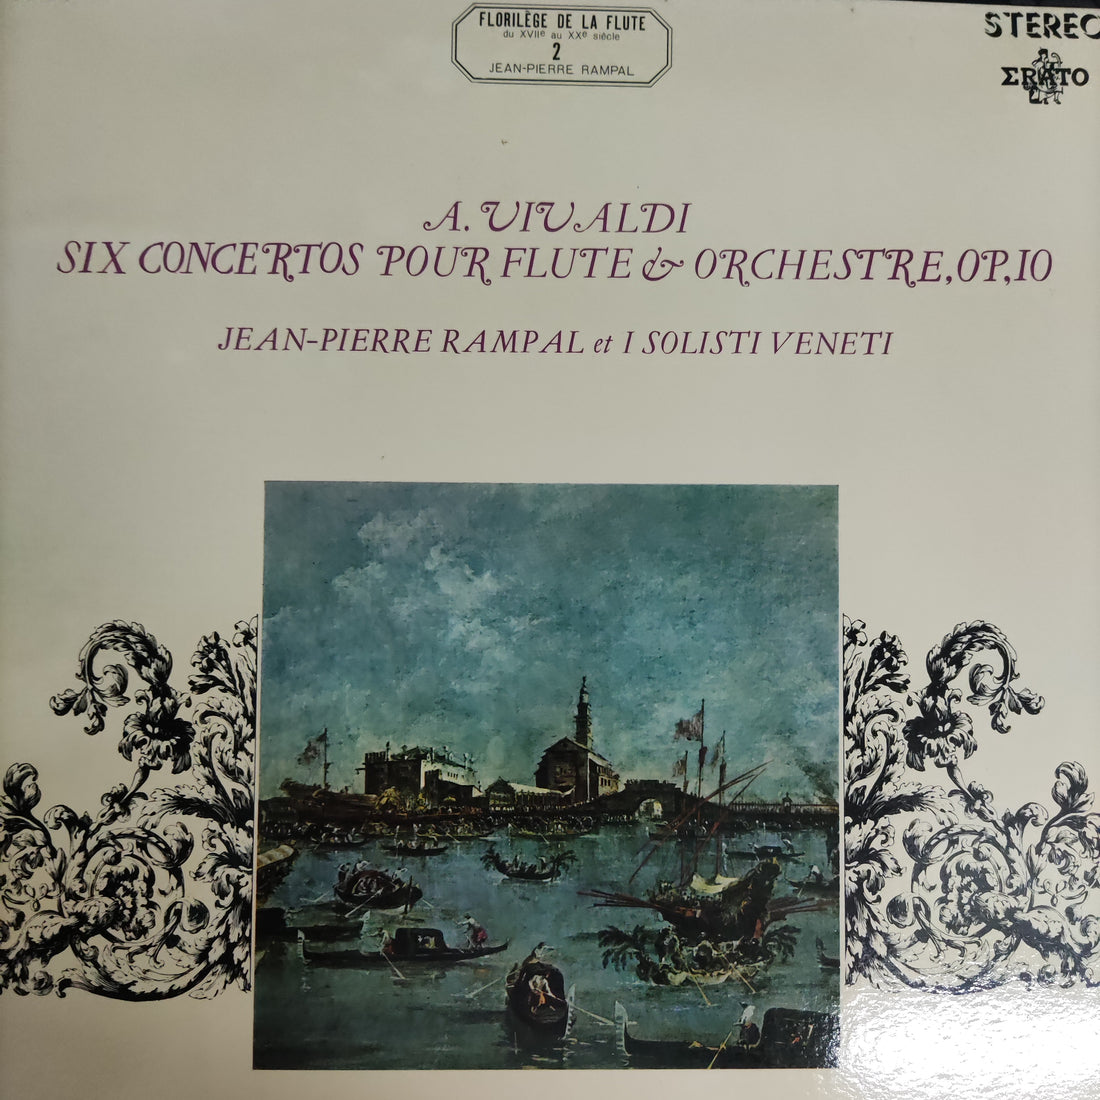 FLORILÈGE DE LA FLUTE
du XVIIe au XXe siècle
2
JEAN-PIERRE RAMPAL
STEREO
ΣRATO
A. VIVALDI
SIX CONCERTOS POUR FLUTE & ORCHESTRE, OP, 10
JEAN-PIERRE RAMPAL et I SOLISTI VENETI